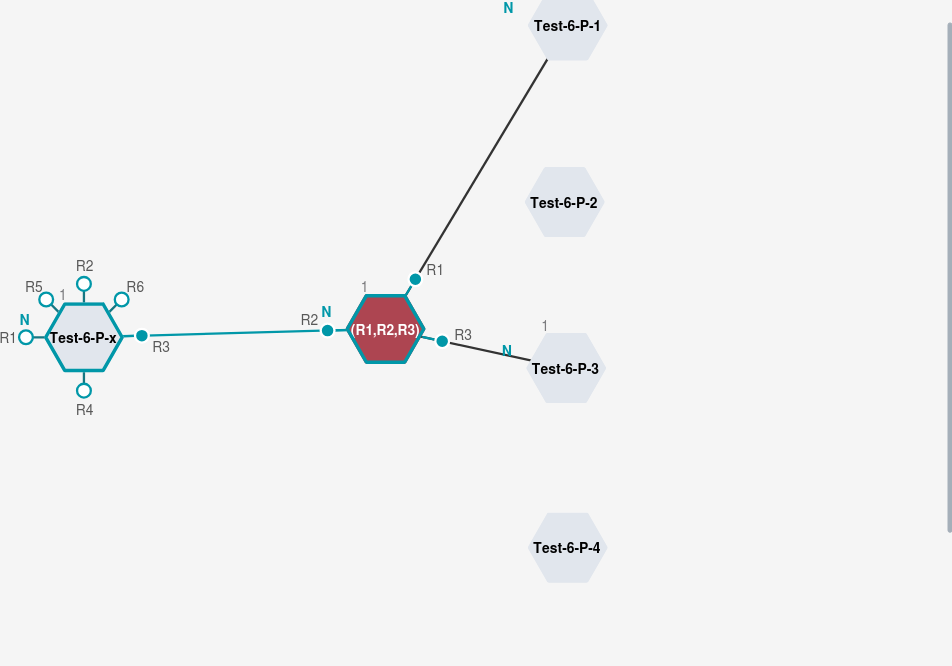 N
Test-6-P-1
Test-6-P-2
R2
R5
1
R6
N
R1
Test-6-P-x
R3
R4
1
R1
N
R2
(R1,R2,R3)
R3
1
N
Test-6-P-3
Test-6-P-4